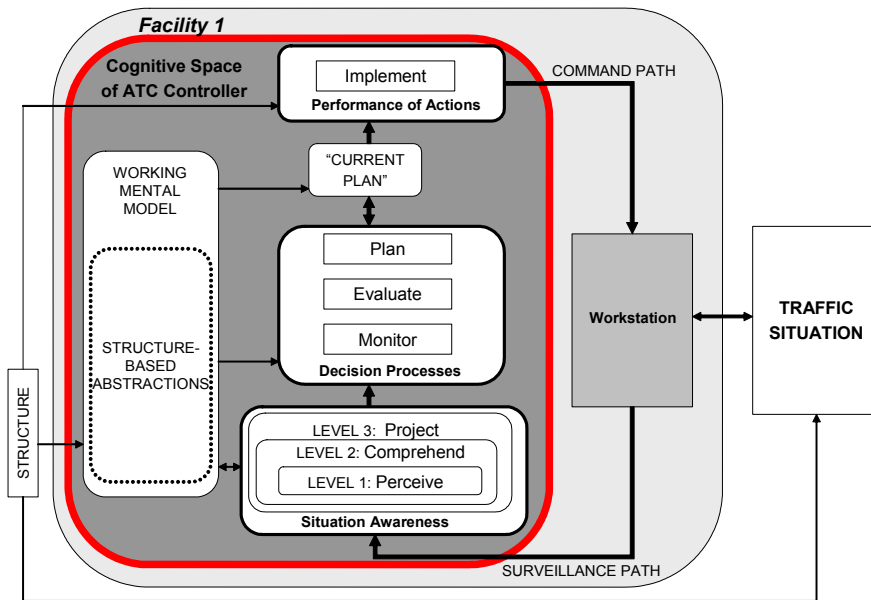 Facility 1
Cognitive Space
of ATC Controller
Implement
Performance of Actions
COMMAND PATH
WORKING
MENTAL
MODEL
“CURRENT
PLAN”
Plan
Evaluate
Monitor
Decision Processes
STRUCTURE-
BASED
ABSTRACTIONS
Workstation
TRAFFIC
SITUATION
STRUCTURE
LEVEL 3: Project
LEVEL 2: Comprehend
LEVEL 1: Perceive
Situation Awareness
SURVEILLANCE PATH